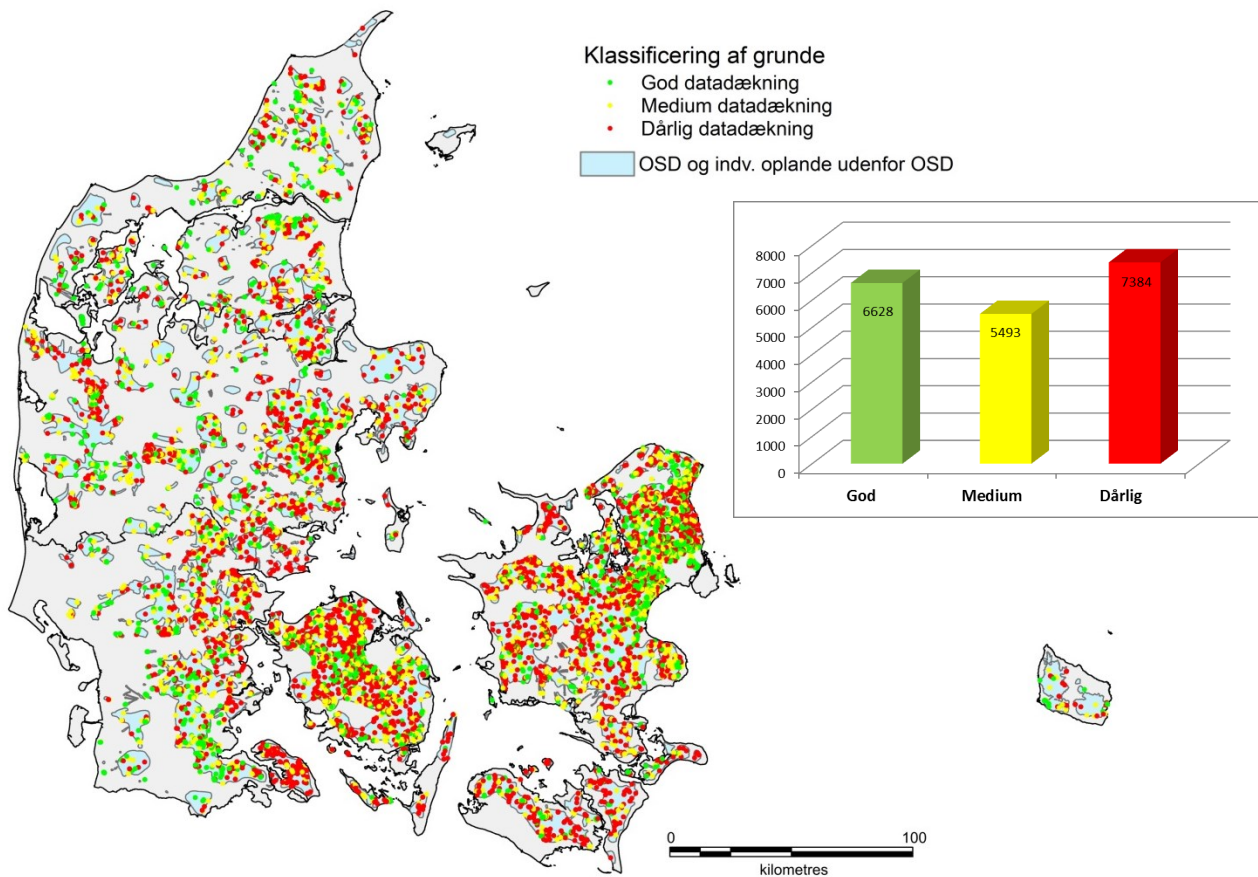 Klassificering af grunde
God datadækning
Medium datadækning
Dårlig datadækning
OSD og indv. oplande udenfor OSD
8000
7000
6000
5000
4000
3000
2000
1000
0
6628
5493
7384
God Medium Dårlig
0 100
kilometres